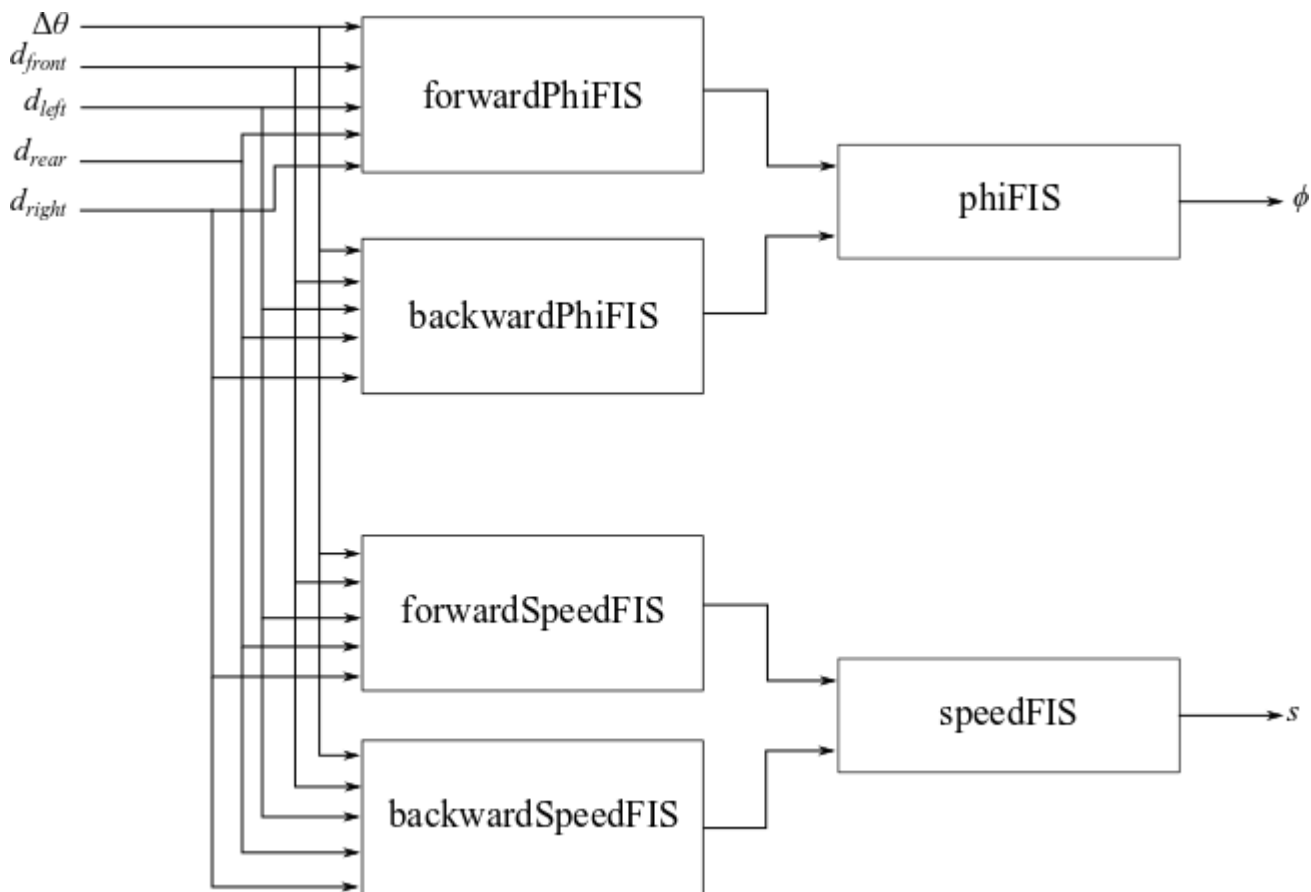 Δθ
d_front
d_left
d_rear
d_right
forwardPhiFIS
phiFIS
ϕ
backwardPhiFIS
forwardSpeedFIS
speedFIS
s
backwardSpeedFIS